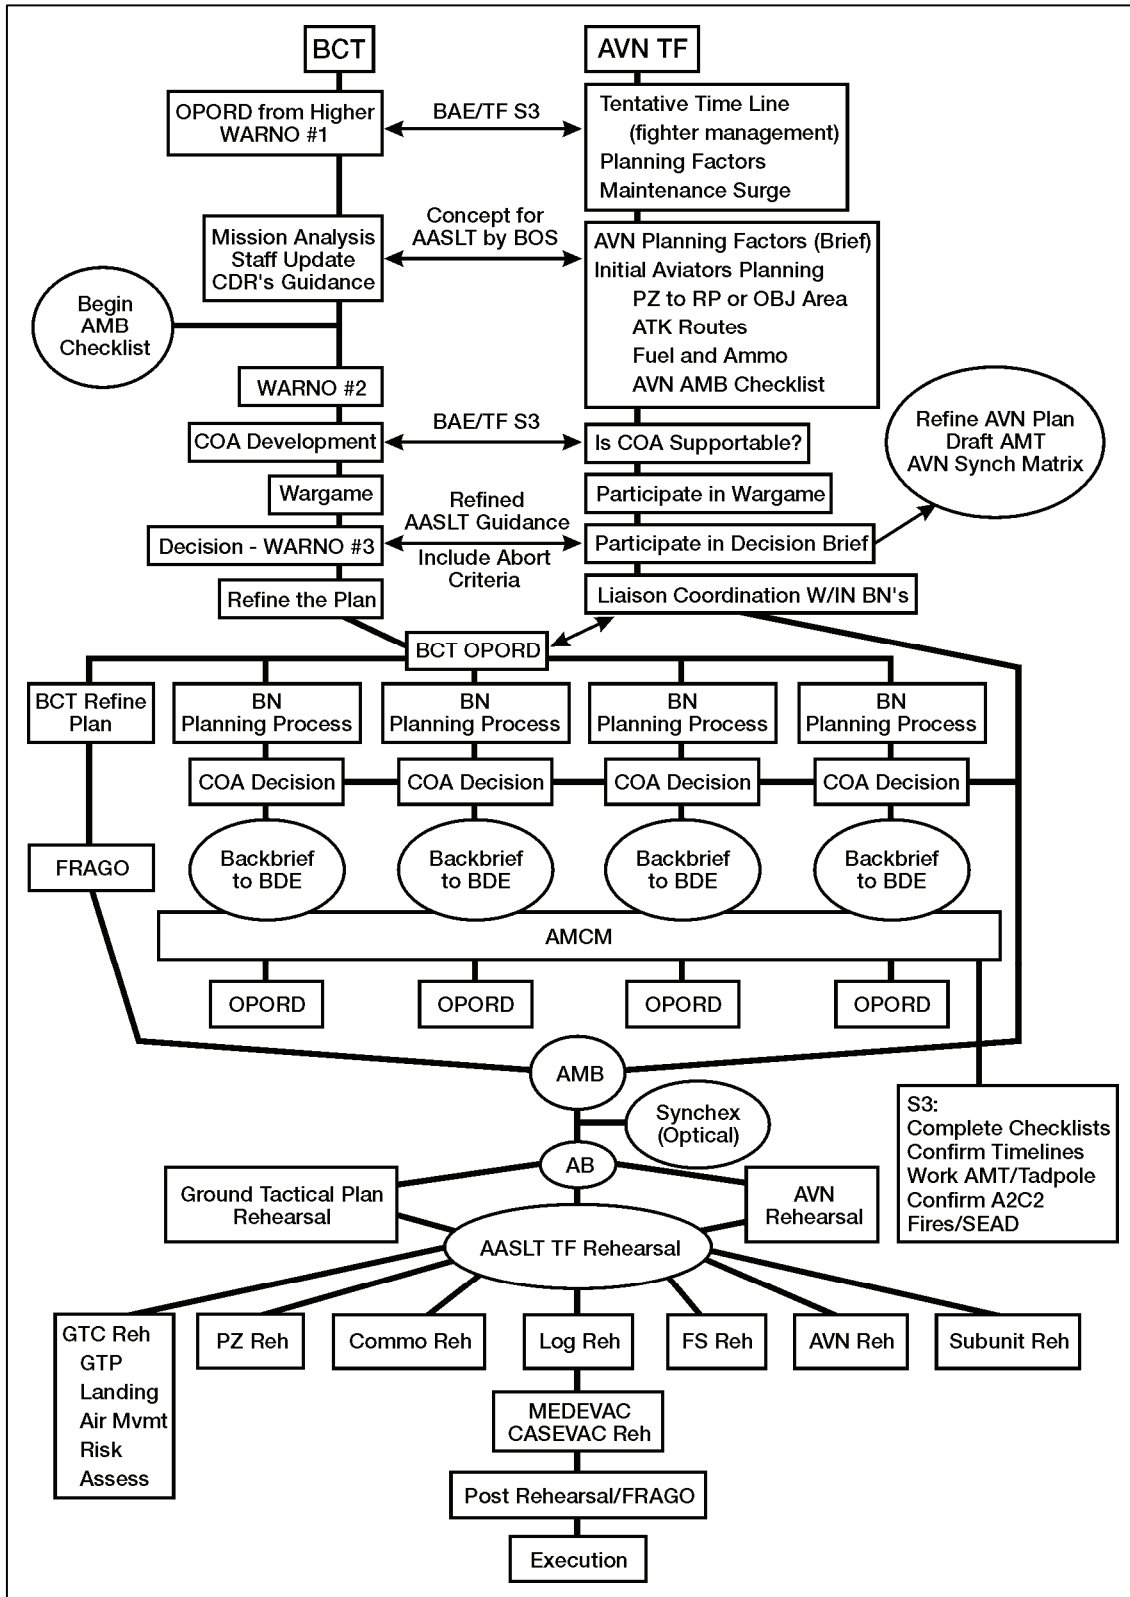 BCT
AVN TF
OPORD from Higher
WARNO #1
BAE/TF S3
Tentative Time Line
(fighter management)
Planning Factors
Maintenance Surge
Mission Analysis
Staff Update
CDR's Guidance
Concept for
AASLT by BOS
AVN Planning Factors (Brief)
Initial Aviators Planning
PZ to RP or OBJ Area
ATK Routes
Fuel and Ammo
AVN AMB Checklist
Begin
AMB
Checklist
WARNO #2
COA Development
BAE/TF S3
Is COA Supportable?
Refine AVN Plan
Draft AMT
AVN Synch Matrix
Wargame
Participate in Wargame
Refined
AASLT Guidance
Include Abort
Criteria
Decision - WARNO #3
Participate in Decision Brief
Refine the Plan
Liaison Coordination W/IN BN's
BCT OPORD
BCT Refine
Plan
BN
Planning Process
BN
Planning Process
BN
Planning Process
BN
Planning Process
COA Decision
COA Decision
COA Decision
COA Decision
FRAGO
Backbrief
to BDE
Backbrief
to BDE
Backbrief
to BDE
Backbrief
to BDE
AMCM
OPORD
OPORD
OPORD
OPORD
AMB
Synchex
(Optical)
S3:
Complete Checklists
Confirm Timelines
Work AMT/Tadpole
Confirm A2C2
Fires/SEAD
AB
Ground Tactical Plan
Rehearsal
AVN
Rehearsal
AASLT TF Rehearsal
GTC Reh
GTP
Landing
Air Mvmt
Risk
Assess
PZ Reh
Commo Reh
Log Reh
FS Reh
AVN Reh
Subunit Reh
MEDEVAC
CASEVAC Reh
Post Rehearsal/FRAGO
Execution